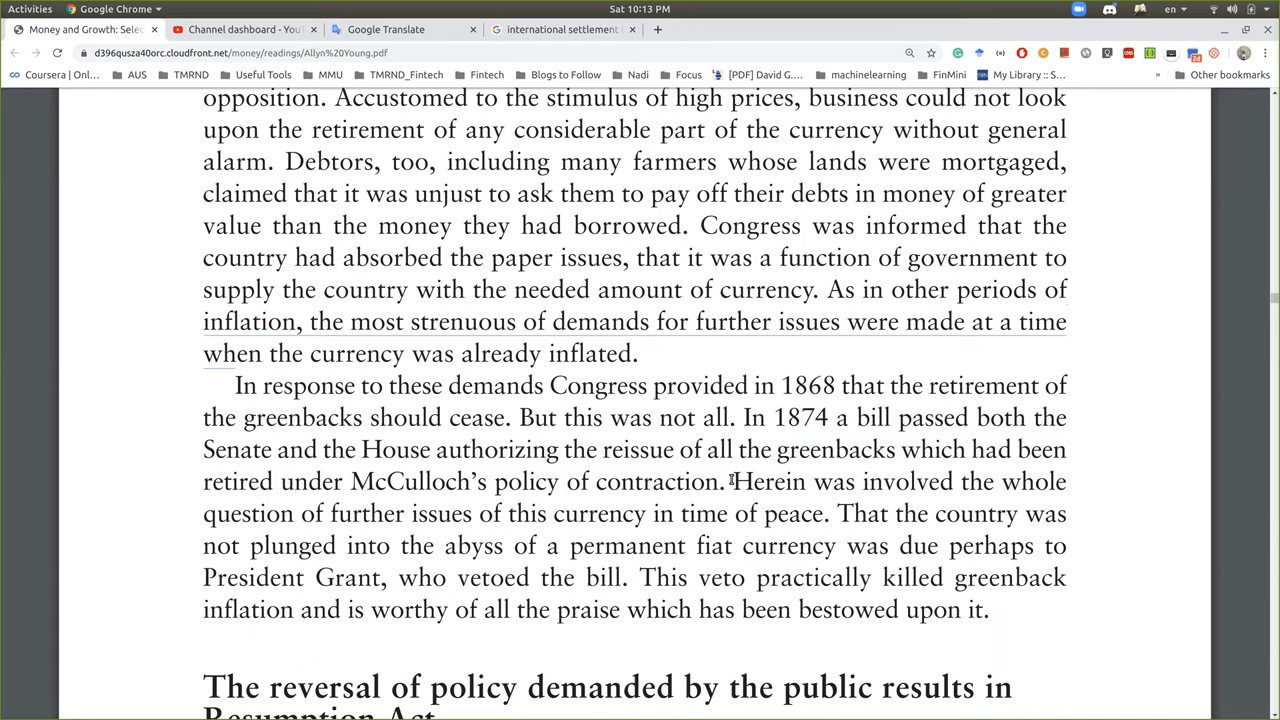 Activities Google Chrome Sat 10:13 PM en
Money and Growth: Selec Channel dashboard - YouT Google Translate international settlement
d396qusza40orc.cloudfront.net/money/readings/Allyn%20Young.pdf
Coursera | Onl... AUS TMRND Useful Tools MMU TMRND_Fintech Fintech Blogs to Follow Nadi Focus [PDF] David G.... machinelearning FinMini My Library :: S... » Other bookmarks
opposition. Accustomed to the stimulus of high prices, business could not look
upon the retirement of any considerable part of the currency without general
alarm. Debtors, too, including many farmers whose lands were mortgaged,
claimed that it was unjust to ask them to pay off their debts in money of greater
value than the money they had borrowed. Congress was informed that the
country had absorbed the paper issues, that it was a function of government to
supply the country with the needed amount of currency. As in other periods of
inflation, the most strenuous of demands for further issues were made at a time
when the currency was already inflated.
In response to these demands Congress provided in 1868 that the retirement of
the greenbacks should cease. But this was not all. In 1874 a bill passed both the
Senate and the House authorizing the reissue of all the greenbacks which had been
retired under McCulloch's policy of contraction. Herein was involved the whole
question of further issues of this currency in time of peace. That the country was
not plunged into the abyss of a permanent fiat currency was due perhaps to
President Grant, who vetoed the bill. This veto practically killed greenback
inflation and is worthy of all the praise which has been bestowed upon it.
The reversal of policy demanded by the public results in
Resumption Act